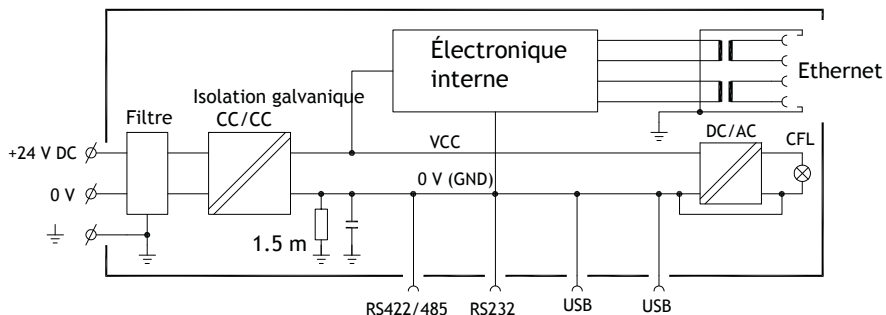 Électronique
interne
Ethernet
Isolation galvanique
CC/CC
Filtre
DC/AC
CFL
+24 V DC
VCC
0 V
0 V (GND)
1.5 m
RS422/485
RS232
USB
USB